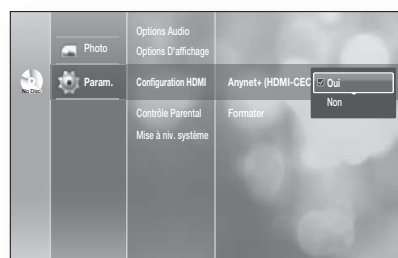 Options Audio
Photo
Options D'affichage
No Disc
Param.
Configuration HDMI
Anynet+ (HDMI-CEC
Oui
Non
Contrôle Parental
Formater
Mise à niv. système